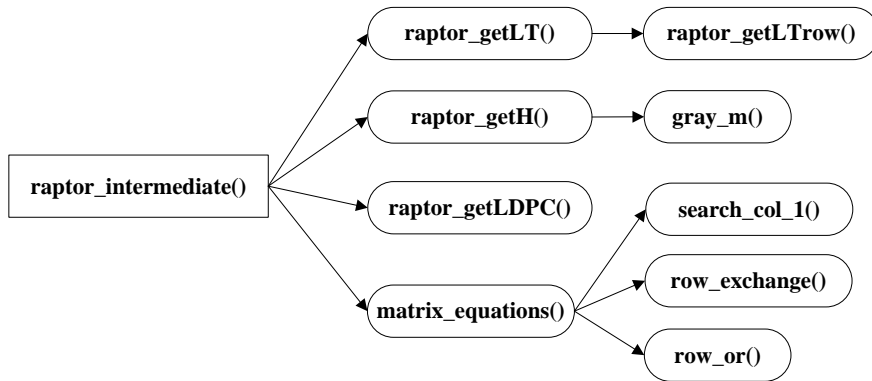 raptor_getLT()
raptor_getLTrow()
raptor_getH()
gray_m()
raptor_intermediate()
raptor_getLDPC()
search_col_1()
row_exchange()
matrix_equations()
row_or()